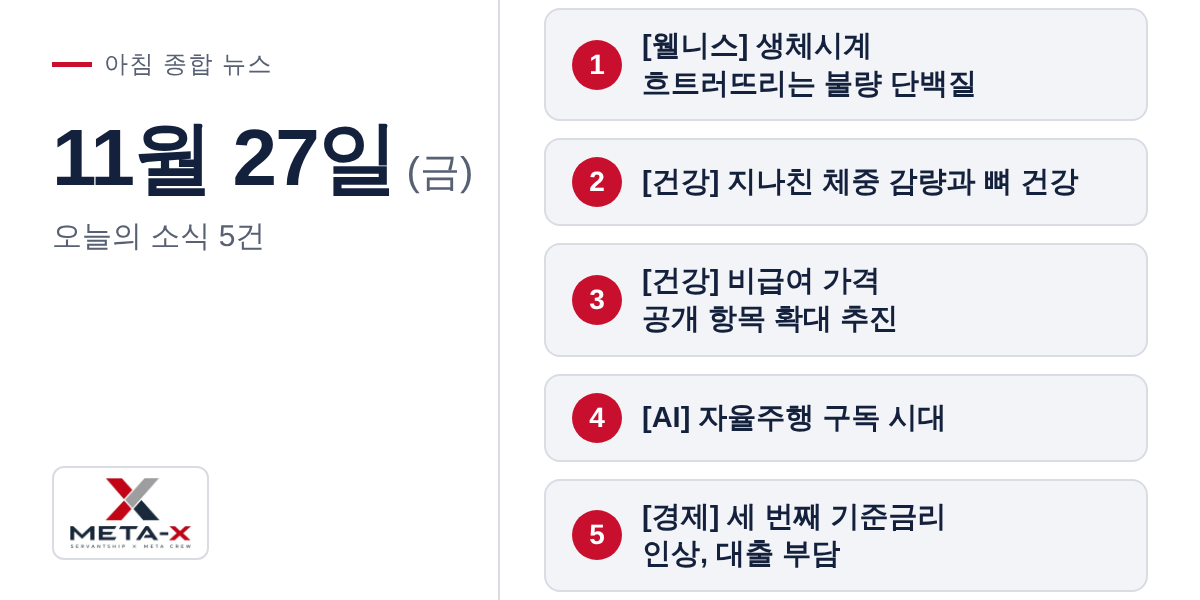 아침 종합 뉴스
11월 27일 (금)
오늘의 소식 5건
META-X
SERVANTSHIP × META CREW
1
[웰니스] 생체시계
흐트러뜨리는 불량 단백질
2
[건강] 지나친 체중 감량과 뼈 건강
3
[건강] 비급여 가격
공개 항목 확대 추진
4
[AI] 자율주행 구독 시대
5
[경제] 세 번째 기준금리
인상, 대출 부담